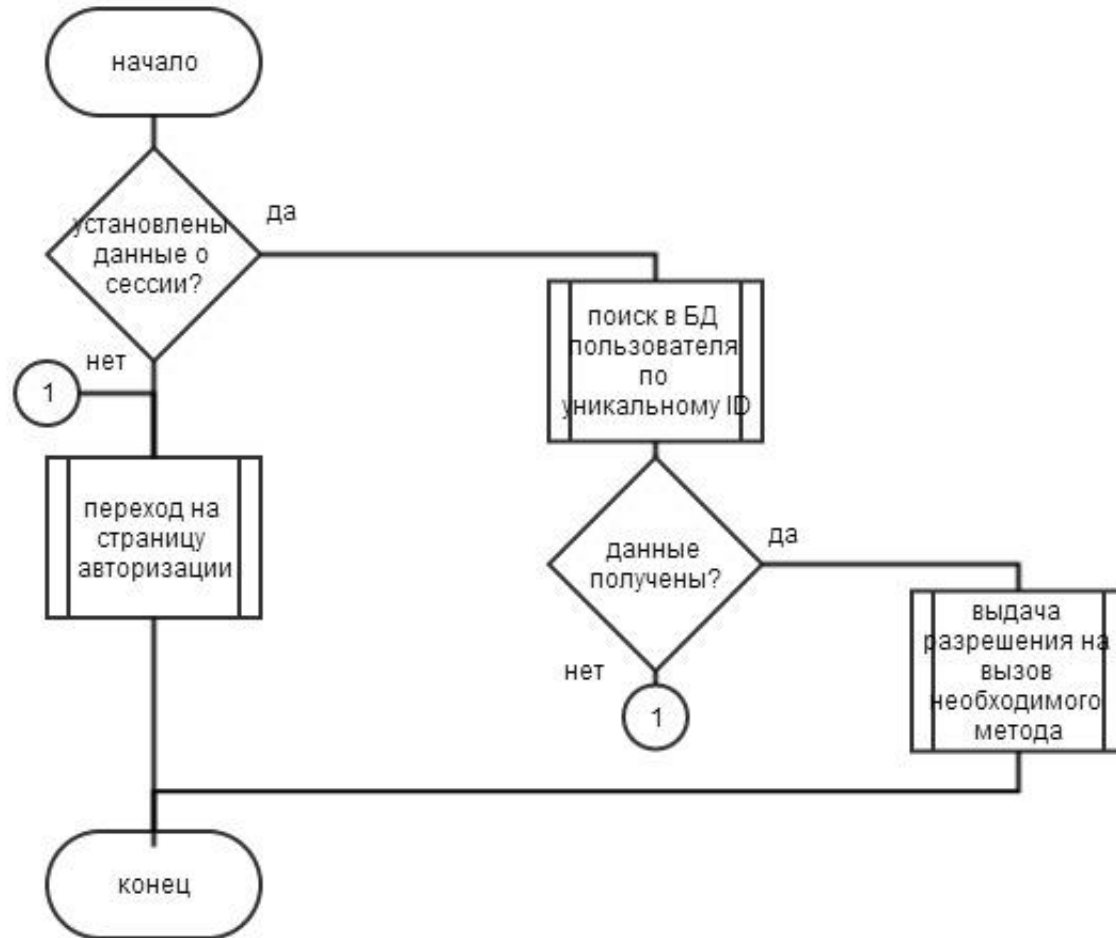 начало
установлены
данные о
сессии?
да
нет
1
переход на
страницу
авторизации
поиск в БД
пользователя
по
уникальному ID
данные
получены?
да
нет
1
выдача
разрешения на
вызов
необходимого
метода
конец